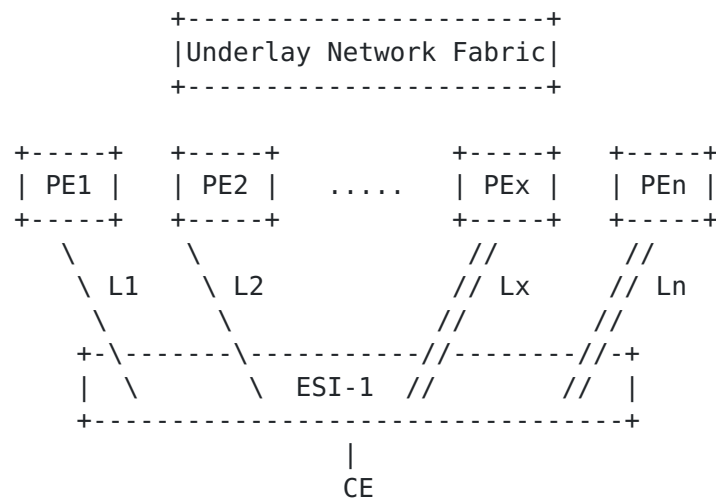 Underlay Network Fabric
PE1 PE2 ..... PEx PEn
L1 L2 Lx Ln
ESI-1
CE